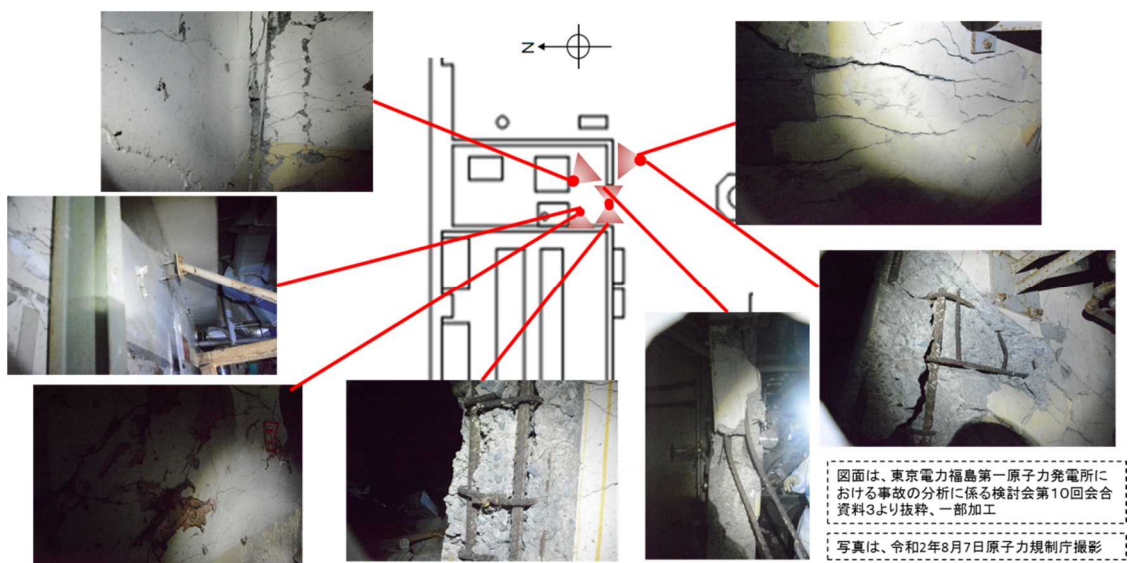 N
図面は、東京電力福島第一原子力発電所に
おける事故の分析に係る検討会第10回会合
資料3より抜粋、一部加工
写真は、令和2年8月7日原子力規制庁撮影